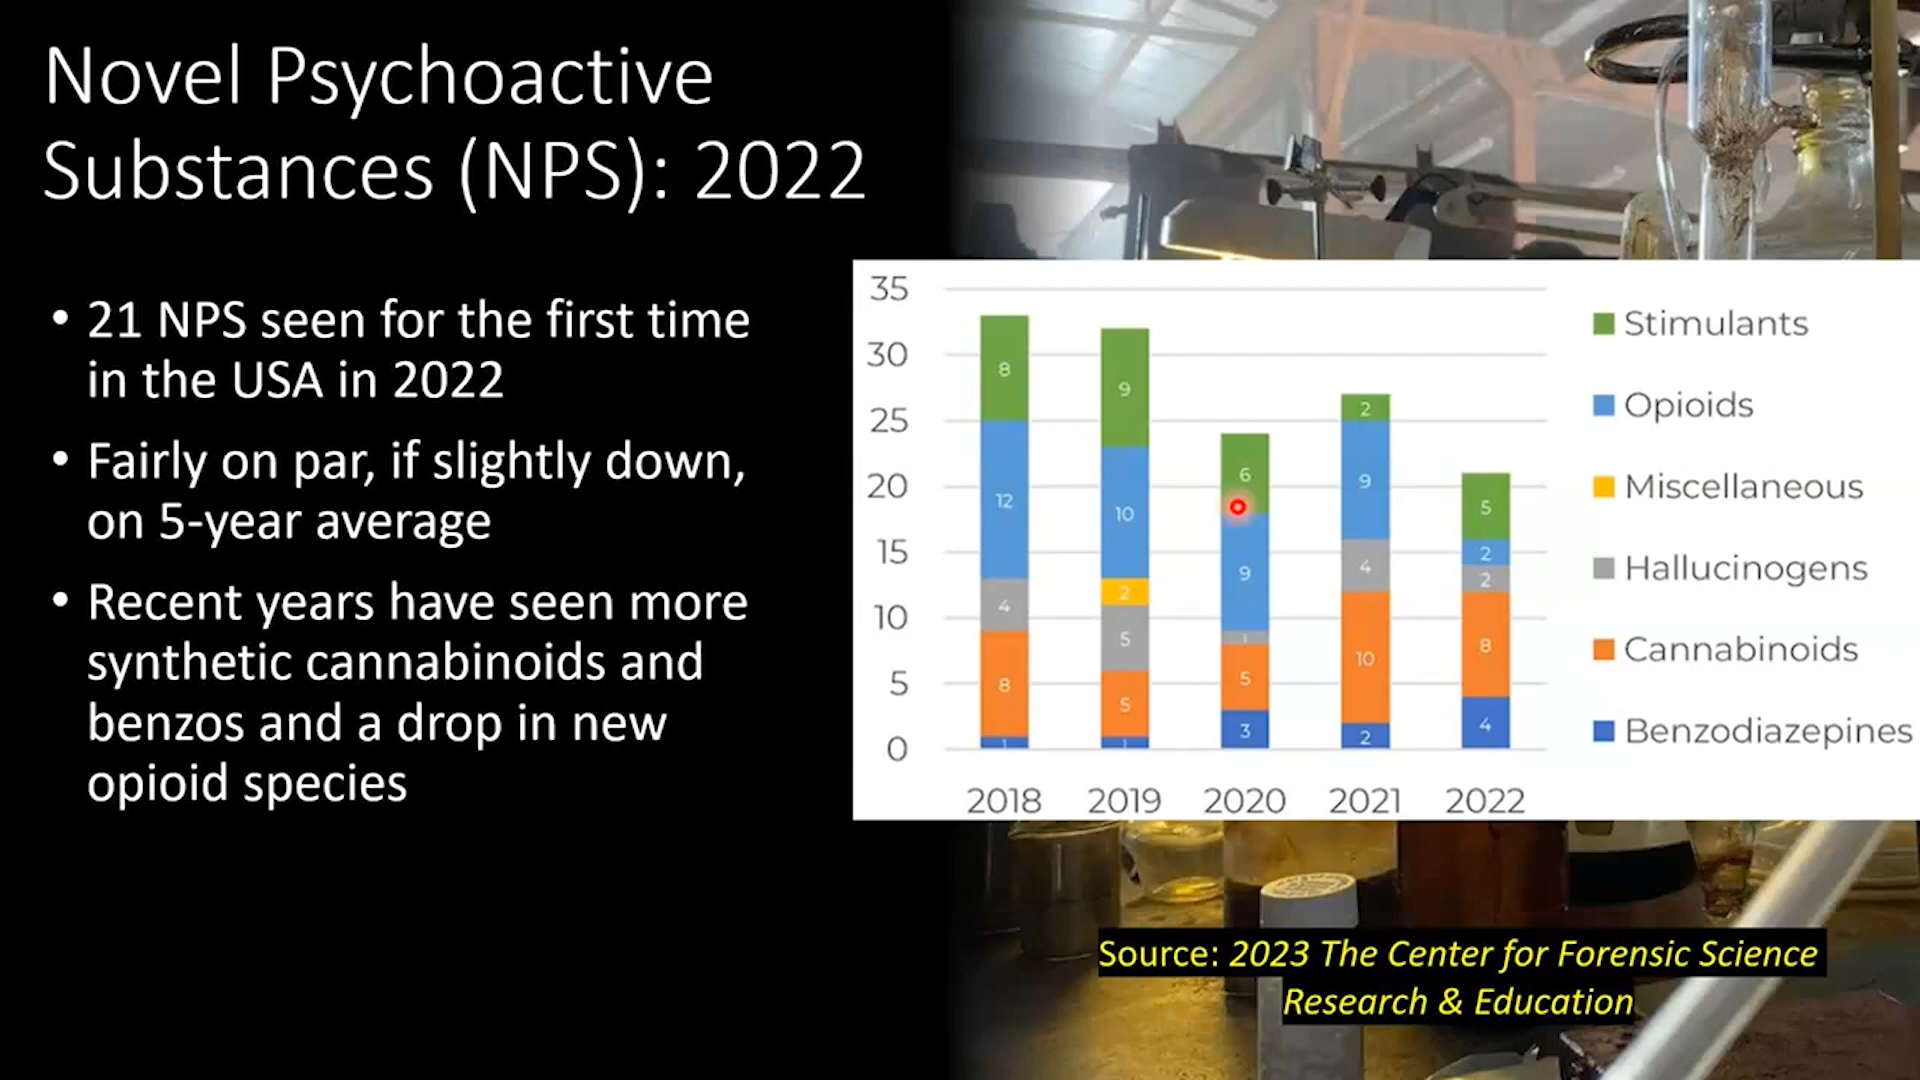 Novel Psychoactive
Substances (NPS): 2022
• 21 NPS seen for the first time
in the USA in 2022
• Fairly on par, if slightly down,
on 5-year average
• Recent years have seen more
synthetic cannabinoids and
benzos and a drop in new
opioid species
35
30
25
20
15
10
5
0
8
12
4
8
1
9
10
2
5
5
1
6
9
1
5
3
2
9
4
10
2
5
2
2
8
4
2018 2019 2020 2021 2022
Stimulants
Opioids
Miscellaneous
Hallucinogens
Cannabinoids
Benzodiazepines
Source: 2023 The Center for Forensic Science
Research & Education